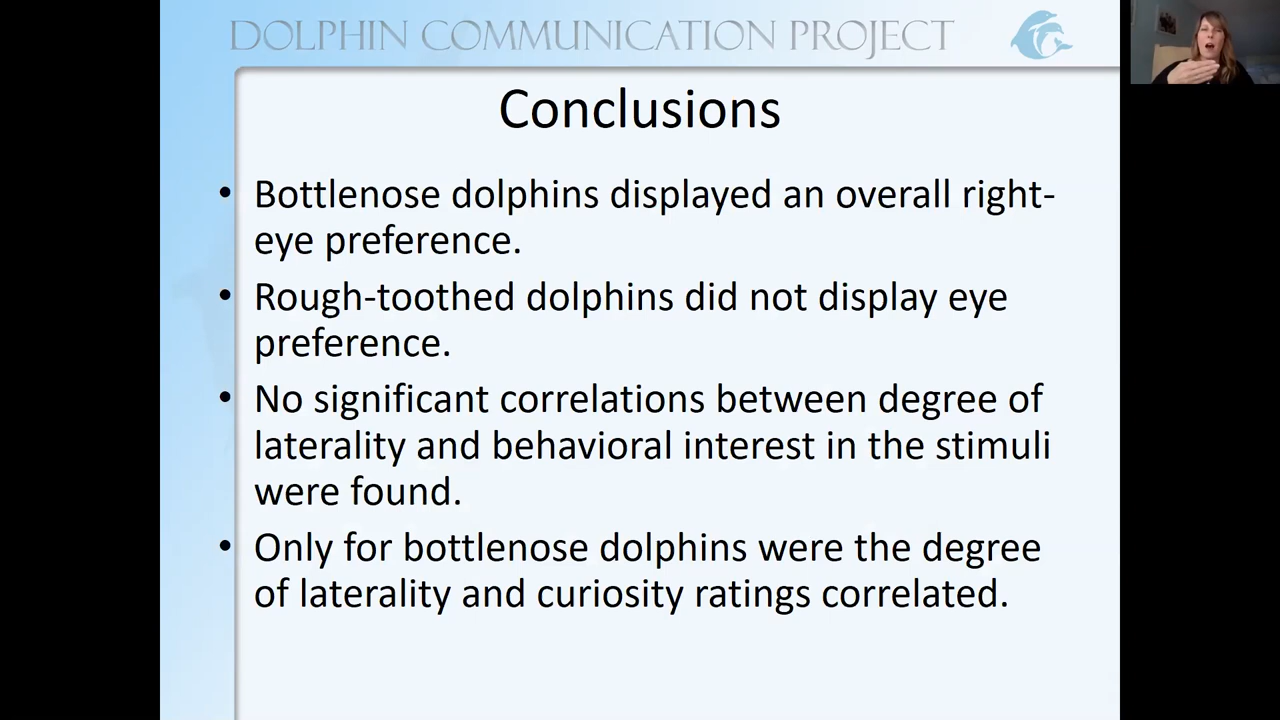 DOLPHIN COMMUNICATION PROJECT
Conclusions
• Bottlenose dolphins displayed an overall right-
eye preference.
• Rough-toothed dolphins did not display eye
preference.
• No significant correlations between degree of
laterality and behavioral interest in the stimuli
were found.
• Only for bottlenose dolphins were the degree
of laterality and curiosity ratings correlated.